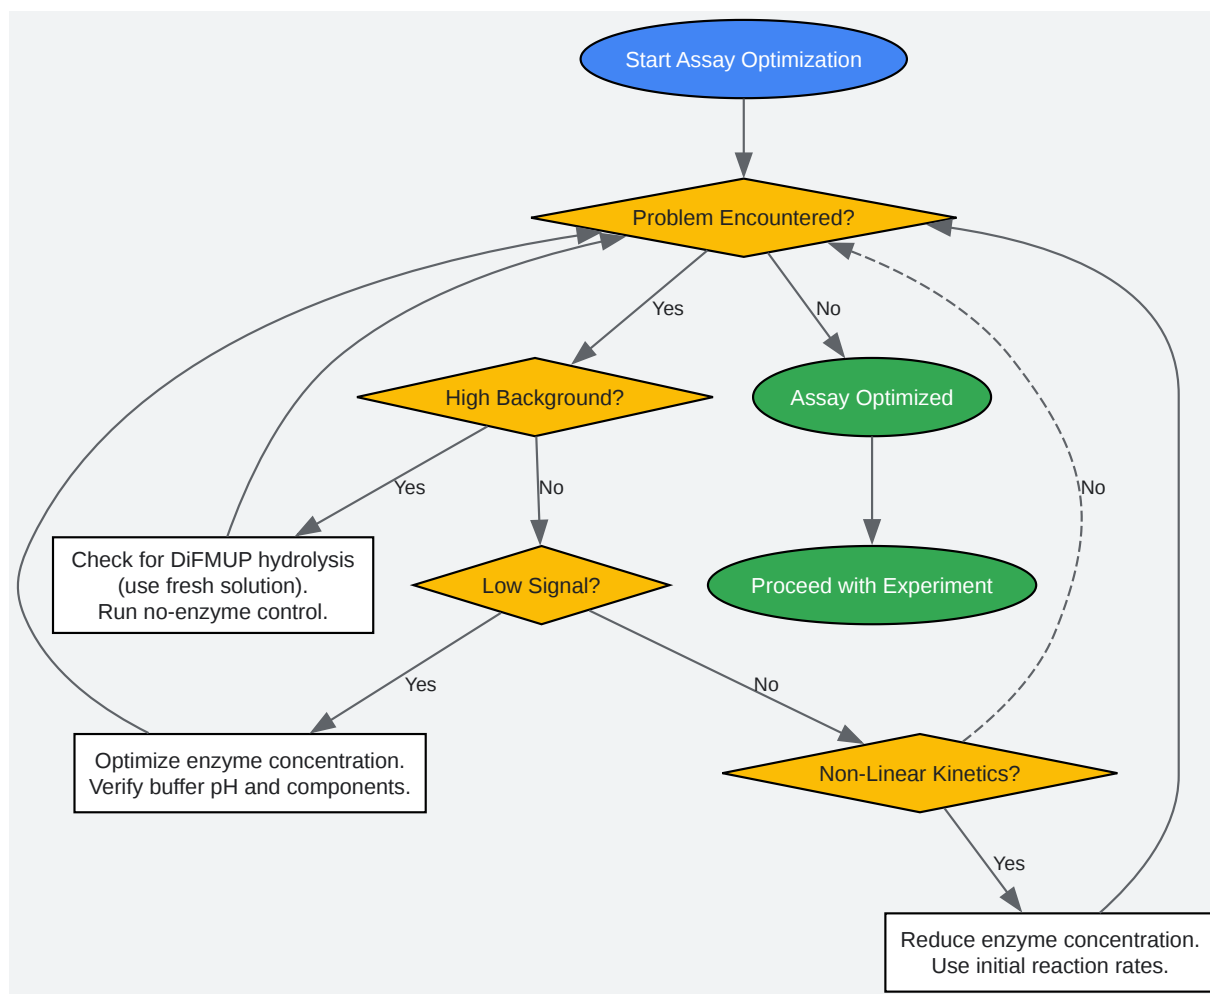 Start Assay Optimization
Problem Encountered?
Yes
No
High Background?
Assay Optimized
Yes
No
No
Check for DiFMUP hydrolysis
(use fresh solution).
Run no-enzyme control.
Low Signal?
Proceed with Experiment
Yes
No
Optimize enzyme concentration.
Verify buffer pH and components.
Non-Linear Kinetics?
Yes
Reduce enzyme concentration.
Use initial reaction rates.